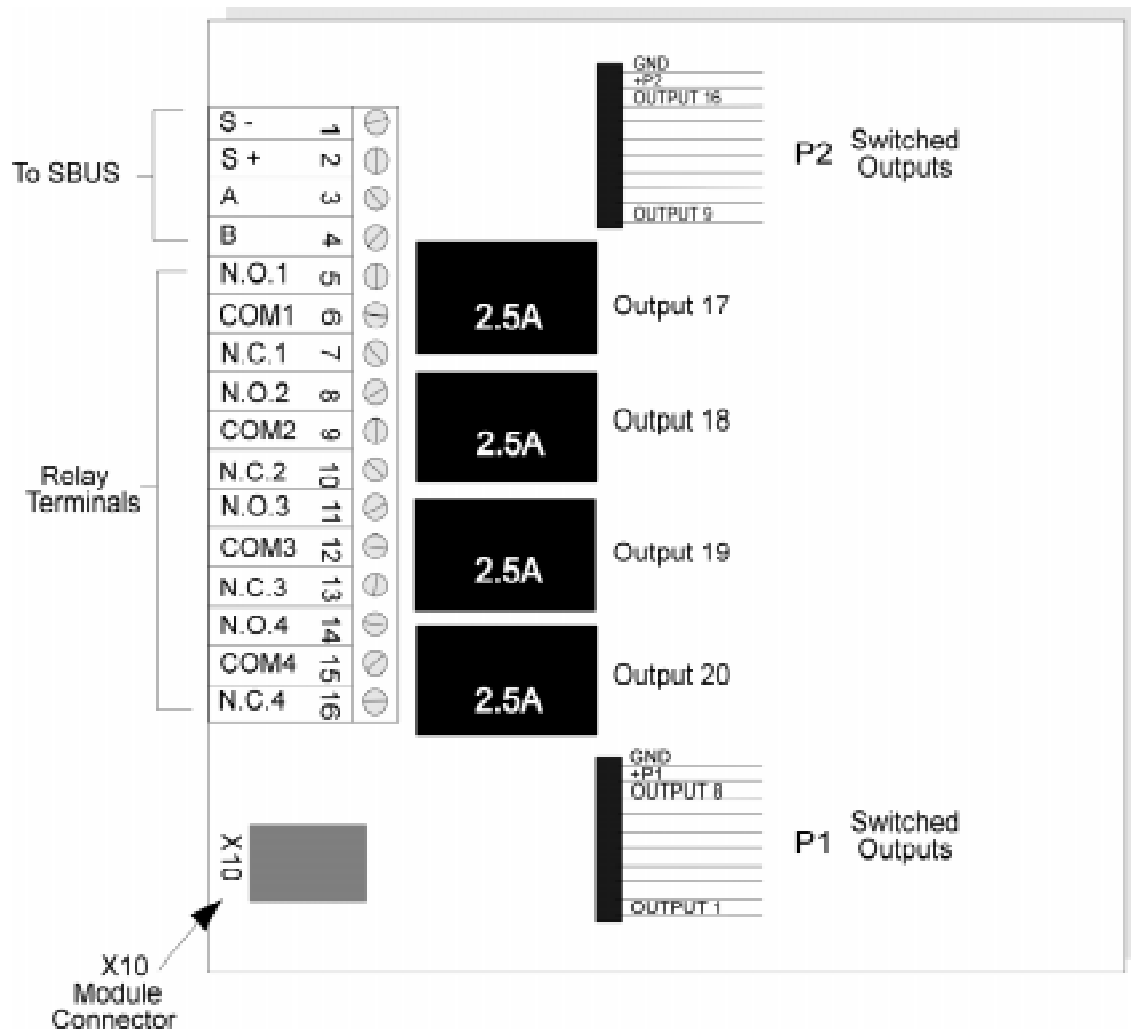 GND
+P2
OUTPUT 16
P2 Switched
Outputs
OUTPUT 9
To SBUS
S - 1
S + 2
A 3
B 4
Relay
Terminals
N.O.1 5
COM1 6
N.C.1 7
N.O.2 8
COM2 9
N.C.2 10
N.O.3 11
COM3 12
N.C.3 13
N.O.4 14
COM4 15
N.C.4 16
2.5A Output 17
2.5A Output 18
2.5A Output 19
2.5A Output 20
GND
+P1
OUTPUT 8
P1 Switched
Outputs
OUTPUT 1
X10
X10
Module
Connector